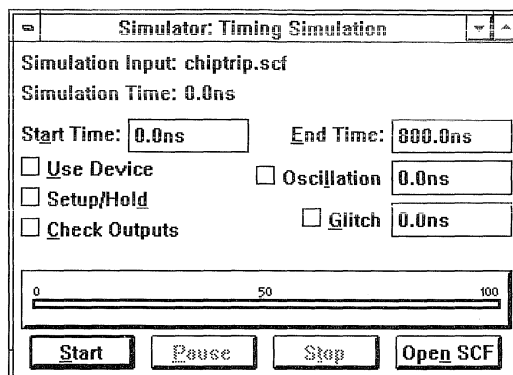 Simulator: Timing Simulation
Simulation Input: chiptrip.scf
Simulation Time: 0.0ns
Start Time: 0.0ns End Time: 800.0ns
Use Device
Oscillation 0.0ns
Setup/Hold
Glitch 0.0ns
Check Outputs
0 50 100
Start Pause Stop Open SCF